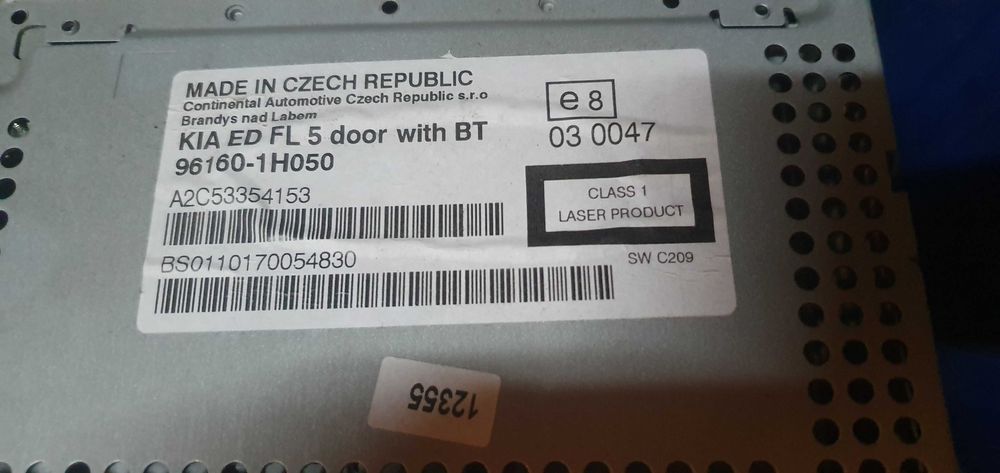 MADE IN CZECH REPUBLIC
Continental Automotive Czech Republic s.r.o
Brandys nad Labem
KIA ED FL 5 door with BT
96160-1H050
A2C53354153
BS0110170054830
e 8
03 0047
CLASS 1
LASER PRODUCT
SW C209
12355